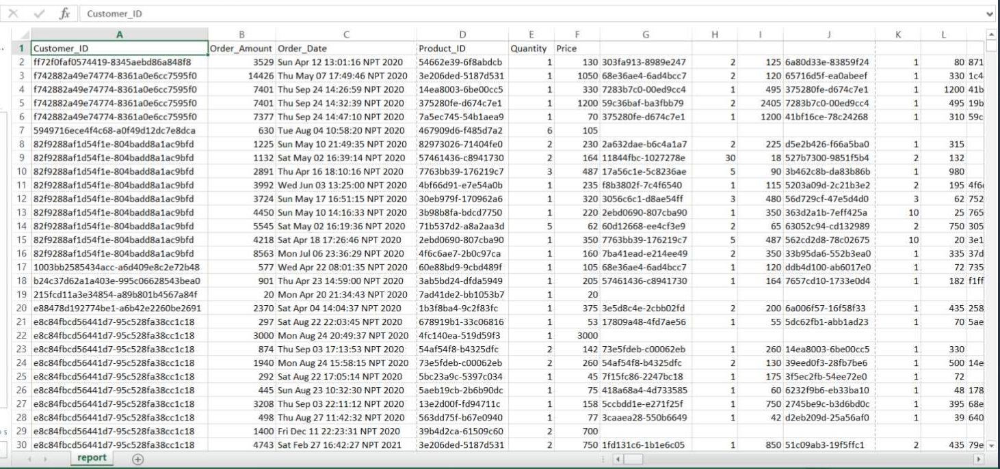 fx Customer_ID
A B C D E F G H I J K L
1 Customer_ID Order_Amount Order_Date Product_ID Quantity Price
2 ff72f0faf0574419-8345aebd86a848f8 3529 Sun Apr 12 13:01:16 NPT 2020 54662e39-6f8abdcb 1 130 303fa913-8989e247 2 125 6a80d33e-83859f24 1 80 871
3 f742882a49e74774-8361a0e6cc7595f0 14426 Thu May 07 17:49:46 NPT 2020 3e206ded-5187d531 1 1050 68e36ae4-6ad4bcc7 2 120 65716d5f-ea0abeef 1 330 1c4
4 f742882a49e74774-8361a0e6cc7595f0 7401 Thu Sep 24 14:26:59 NPT 2020 14ea8003-6be00cc5 1 330 7283b7c0-00ed9cc4 1 495 375280fe-d674c7e1 1 1200 41b
5 f742882a49e74774-8361a0e6cc7595f0 7401 Thu Sep 24 14:32:39 NPT 2020 375280fe-d674c7e1 1 1200 59c36baf-ba3fbb79 2 2405 7283b7c0-00ed9cc4 1 495 19b
6 f742882a49e74774-8361a0e6cc7595f0 7377 Thu Sep 24 14:47:10 NPT 2020 7a5ec745-54b1aea9 1 70 375280fe-d674c7e1 1 1200 41bf16ce-78c24268 1 310 59c
7 5949716ece4f4c68-a0f49d12dc7e8dca 630 Tue Aug 04 10:58:20 NPT 2020 467909d6-f485d7a2 6 105
8 82f9288af1d54f1e-804badd8a1ac9bfd 1225 Sun May 10 21:49:35 NPT 2020 82973026-71404fe0 2 230 2a632dae-b6c4a1a7 2 225 d5e2b426-f66a5ba0 1 315
9 82f9288af1d54f1e-804badd8a1ac9bfd 1132 Sat May 02 16:39:14 NPT 2020 57461436-c8941730 2 164 11844fbc-1027278e 30 18 527b7300-9851f5b4 2 132
10 82f9288af1d54f1e-804badd8a1ac9bfd 2891 Thu Apr 16 18:10:16 NPT 2020 7763bb39-176219c7 3 487 17a56c1e-5c8236ae 5 90 3b462c8b-da83b86b 1 980
11 82f9288af1d54f1e-804badd8a1ac9bfd 3992 Wed Jun 03 13:25:00 NPT 2020 4bf66d91-e7e54a0b 1 235 f8b3802f-7c4f6540 1 115 5203a09d-2c21b3e2 2 195 4f6
12 82f9288af1d54f1e-804badd8a1ac9bfd 3724 Sun May 17 16:51:15 NPT 2020 30eb979f-170962a6 1 320 3056c6c1-d8ae54ff 3 480 56d729cf-47e5d4d0 3 62 752
13 82f9288af1d54f1e-804badd8a1ac9bfd 4450 Sun May 10 14:16:33 NPT 2020 3b98b8fa-bdcd7750 1 220 2ebd0690-807cba90 1 350 363d2a1b-7eff425a 10 25 765
14 82f9288af1d54f1e-804badd8a1ac9bfd 5545 Sat May 02 16:19:36 NPT 2020 71b537d2-a8a2aa3d 5 62 60d12668-ee4cf3e9 2 65 63052c94-cd132989 2 750 305
15 82f9288af1d54f1e-804badd8a1ac9bfd 4218 Sat Apr 18 17:26:46 NPT 2020 2ebd0690-807cba90 1 350 7763bb39-176219c7 5 487 562cd2d8-78c02675 10 20 3e1
16 82f9288af1d54f1e-804badd8a1ac9bfd 8563 Mon Jul 06 23:36:29 NPT 2020 4f6c6ae7-2b0c97ca 1 160 7ba41ead-e214ee49 2 350 33b95da6-552b3ea0 1 335 37d
17 1003bb2585434acc-a6d409e8c2e72b48 577 Wed Apr 22 08:01:35 NPT 2020 60e88bd9-9cbd489f 1 105 68e36ae4-6ad4bcc7 1 120 ddb4d100-ab6017e0 1 72 735
18 b24c37d62a1a403e-995c06628543bea0 901 Thu Apr 23 14:59:00 NPT 2020 3ab5bd24-dfda5949 1 205 57461436-c8941730 1 164 7657cd10-1733e0d4 1 182 f1ff
19 215fcd11a3e34854-a89b801b4567a84f 20 Mon Apr 20 21:34:43 NPT 2020 7ad41de2-bb1053b7 1 20
20 e88478d192774be1-a6b42e2260be2691 2370 Sat Apr 04 14:04:37 NPT 2020 1b3f8ba4-9c2f83fc 1 375 3e5d8c4e-2cbb02fd 2 200 6a006f57-16f58f33 1 435 258
21 e8c84fbcd56441d7-95c528fa38cc1c18 297 Sat Aug 22 22:03:45 NPT 2020 678919b1-33c06816 1 53 17809a48-4fd7ae56 1 55 5dc62fb1-abb1ad23 1 70 5ae
22 e8c84fbcd56441d7-95c528fa38cc1c18 3000 Mon Aug 24 20:49:37 NPT 2020 4fc140ea-519d59f3 1 3000
23 e8c84fbcd56441d7-95c528fa38cc1c18 874 Thu Sep 03 17:13:53 NPT 2020 54af54f8-b4325dfc 2 142 73e5fdeb-c00062eb 1 260 14ea8003-6be00cc5 1 330
24 e8c84fbcd56441d7-95c528fa38cc1c18 1940 Mon Aug 24 15:58:15 NPT 2020 73e5fdeb-c00062eb 2 260 54af54f8-b4325dfc 2 130 39eed0f3-28fb7be6 1 500 14e
25 e8c84fbcd56441d7-95c528fa38cc1c18 292 Sat Aug 22 17:05:14 NPT 2020 5bc23a9c-5397c034 1 45 7f15fc86-2247bc18 1 175 3f5ec2fb-54ee72e0 1 72
26 e8c84fbcd56441d7-95c528fa38cc1c18 445 Sun Aug 23 10:32:30 NPT 2020 5aeb19cb-2b6b90dc 1 75 418a68a4-4d733585 1 60 6232f9b6-eb33ba10 1 48 178
27 e8c84fbcd56441d7-95c528fa38cc1c18 3208 Thu Sep 03 22:11:12 NPT 2020 13e2d00f-fd94711c 1 158 5ccbdd1e-e271f25f 1 750 2745be9c-b3d6bd0c 1 395 68e
28 e8c84fbcd56441d7-95c528fa38cc1c18 498 Thu Aug 27 11:42:32 NPT 2020 563dd75f-b67e0940 1 77 3caaea28-550b6649 1 42 d2eb209d-25a56af0 1 39 640
29 e8c84fbcd56441d7-95c528fa38cc1c18 1400 Fri Dec 11 22:23:31 NPT 2020 39b4d2ca-61509c60 2 700
30 e8c84fbcd56441d7-95c528fa38cc1c18 4743 Sat Feb 27 16:42:27 NPT 2021 3e206ded-5187d531 2 750 1fd131c6-1b1e6c05 1 850 51c09ab3-19f5ffc1 2 435 79e
report